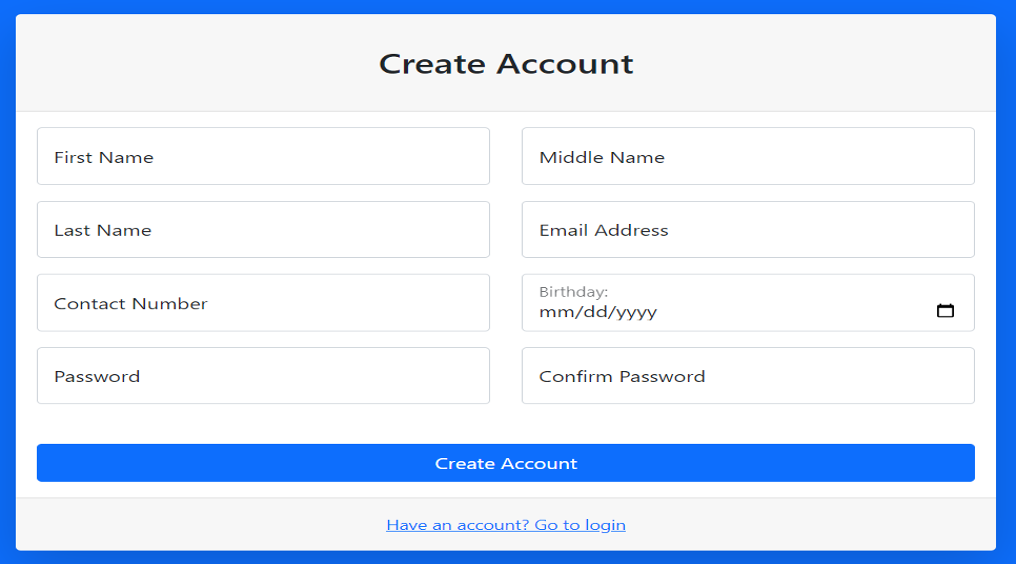 Create Account
First Name
Middle Name
Last Name
Email Address
Contact Number
Birthday:
mm/dd/yyyy
Password
Confirm Password
Create Account
Have an account? Go to login